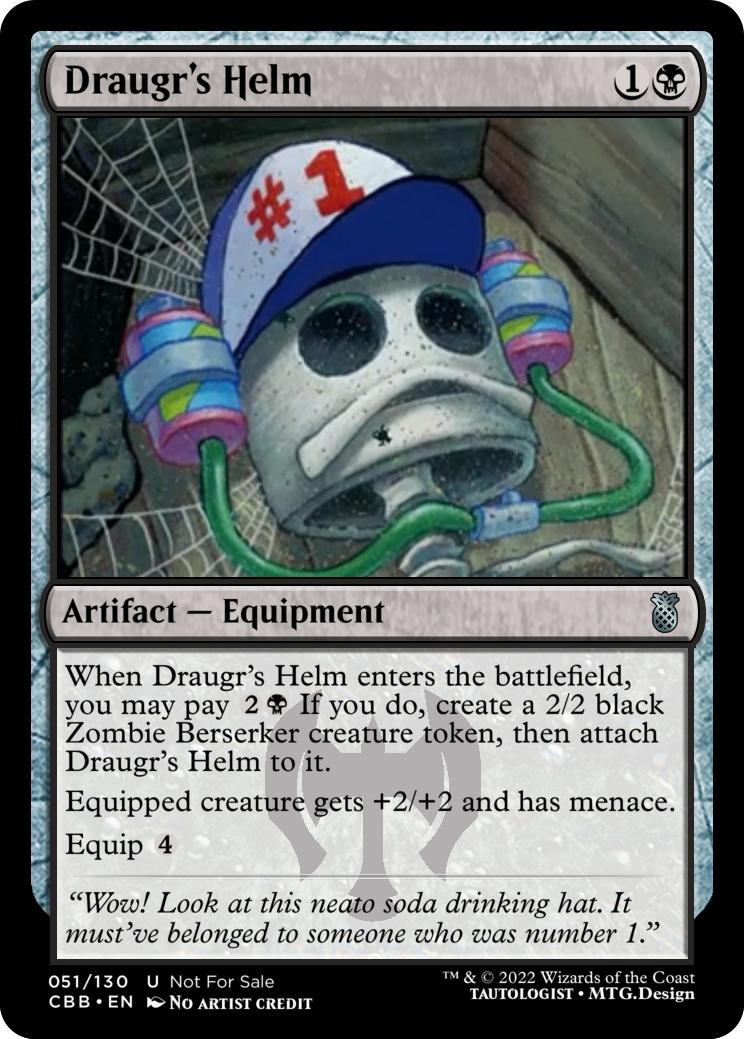 Draugr's Helm 1
#1
Artifact — Equipment
When Draugr's Helm enters the battlefield,
you may pay 2 If you do, create a 2/2 black
Zombie Berserker creature token, then attach
Draugr's Helm to it.
Equipped creature gets +2/+2 and has menace.
Equip 4
“Wow! Look at this neato soda drinking hat. It
must've belonged to someone who was number 1.”
051/130 U Not For Sale
CBB • EN No artist credit
™ & © 2022 Wizards of the Coast
TAUTOLOGIST • MTG.Design